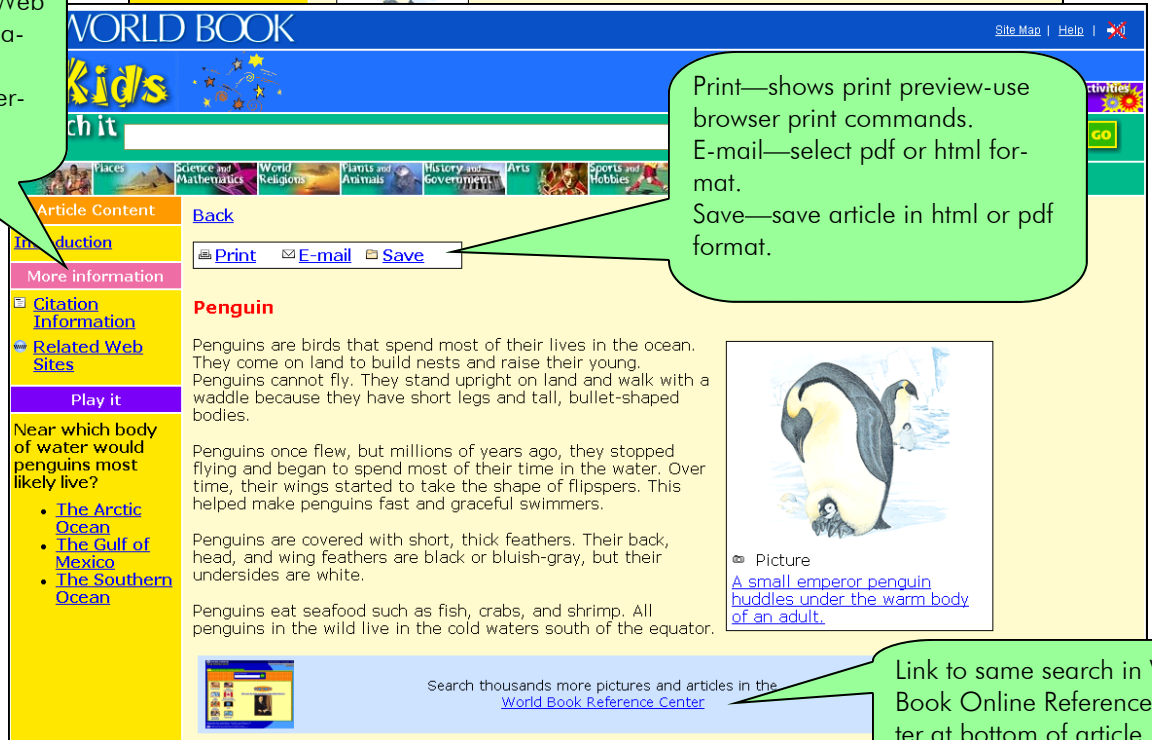 Web
a-
er-
WORLD BOOK
Site Map | Help |
Kids
ch it
GO
Places
Science and Mathematics
World Religions
Plants and Animals
History and Government
Arts
Sports and Hobbies
Print—shows print preview-use
browser print commands.
E-mail—select pdf or html for-
mat.
Save—save article in html or pdf
format.
Article Content
Introduction
More information
Citation
Information
Related Web
Sites
Play it
Near which body
of water would
penguins most
likely live?
• The Arctic
Ocean
• The Gulf of
Mexico
• The Southern
Ocean
Back
Print E-mail Save
Penguin
Penguins are birds that spend most of their lives in the ocean.
They come on land to build nests and raise their young.
Penguins cannot fly. They stand upright on land and walk with a
waddle because they have short legs and tall, bullet-shaped
bodies.
Penguins once flew, but millions of years ago, they stopped
flying and began to spend most of their time in the water. Over
time, their wings started to take the shape of flipspers. This
helped make penguins fast and graceful swimmers.
Penguins are covered with short, thick feathers. Their back,
head, and wing feathers are black or bluish-gray, but their
undersides are white.
Penguins eat seafood such as fish, crabs, and shrimp. All
penguins in the wild live in the cold waters south of the equator.
Picture
A small emperor penguin
huddles under the warm body
of an adult.
Search thousands more pictures and articles in the
World Book Reference Center
Link to same search in
Book Online Reference
ter at bottom of article